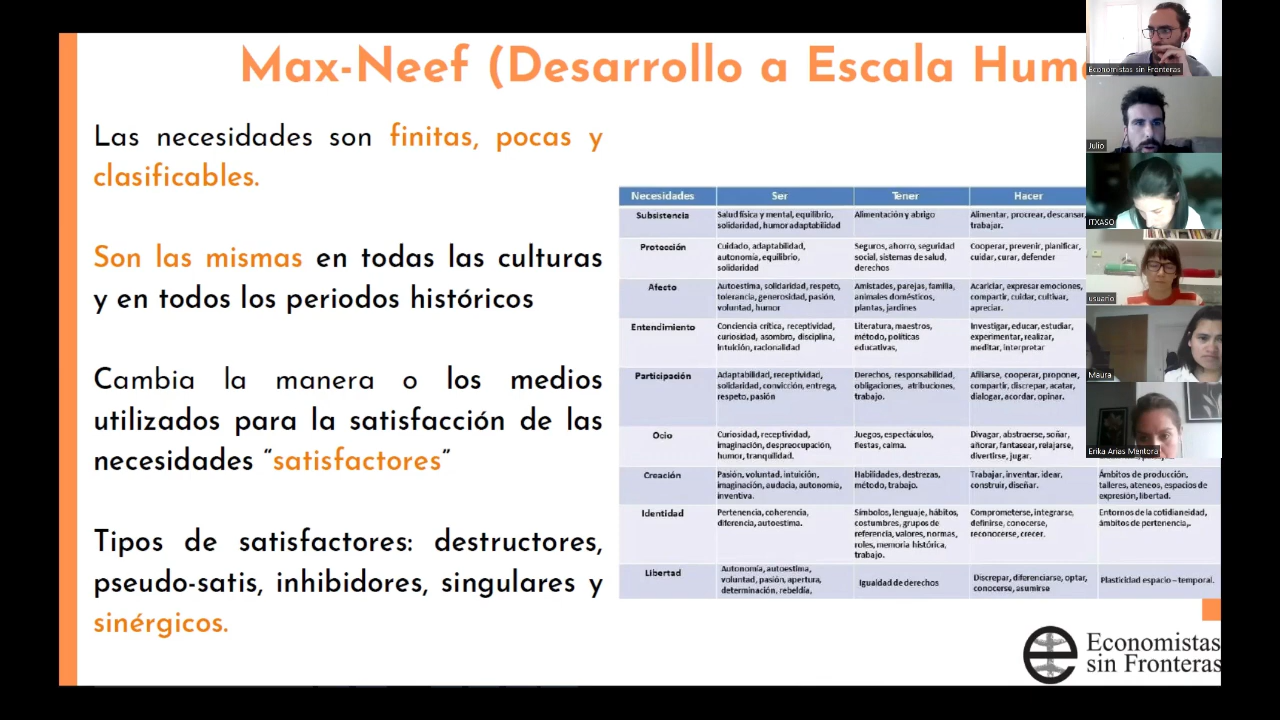 Max-Neef (Desarrollo a Escala Huma
Las necesidades son finitas, pocas y
clasificables.
Son las mismas en todas las culturas
y en todos los periodos históricos
Cambia la manera o los medios
utilizados para la satisfacción de las
necesidades "satisfactores"
Tipos de satisfactores: destructores,
pseudo-satis, inhibidores, singulares y
sinérgicos.
Necesidades Ser Tener Hacer
Subsistencia
Salud física y mental, equilibrio,
solidaridad, humor adaptabilidad
Alimentación y abrigo
Alimentar, procrear, descansar,
trabajar.
Protección
Cuidado, adaptabilidad,
autonomía, equilibrio,
solidaridad
Seguros, ahorro, seguridad
social, sistemas de salud,
derechos
Cooperar, prevenir, planificar,
cuidar, curar, defender
Afecto
Autoestima, solidaridad, respeto,
tolerancia, generosidad, pasión,
voluntad, humor
Amistades, parejas, familia,
animales domésticos,
plantas, jardines
Acariciar, expresar emociones,
compartir, cuidar, cultivar,
apreciar.
Entendimiento
Conciencia crítica, receptividad,
curiosidad, asombro, disciplina,
intuición, racionalidad
Literatura, maestros,
método, políticas
educativas,
Investigar, educar, estudiar,
experimentar, realizar,
meditar, interpretar
Participación
Adaptabilidad, receptividad,
solidaridad, convicción, entrega,
respeto, pasión
Derechos, responsabilidad,
obligaciones, atribuciones,
trabajo.
Afiliarse, cooperar, proponer,
compartir, discrepar, acatar,
dialogar, acordar, opinar.
Ocio
Curiosidad, receptividad,
imaginación, despreocupación,
humor, tranquilidad.
Juegos, espectáculos,
fiestas, calma.
Divagar, abstraerse, soñar,
añorar, fantasear, relajarse,
divertirse, jugar.
Creación
Pasión, voluntad, intuición,
imaginación, audacia, autonomía,
inventiva.
Habilidades, destrezas,
método, trabajo.
Trabajar, inventar, idear,
construir, diseñar.
Ámbitos de producción,
talleres, ateneos, espacios de
expresión, libertad.
Identidad
Pertenencia, coherencia,
diferencia, autoestima.
Símbolos, lenguaje, hábitos,
costumbres, grupos de
referencia, valores, normas,
roles, memoria histórica,
trabajo.
Comprometerse, integrarse,
definirse, conocerse,
reconocerse, crecer.
Entornos de la cotidianeidad,
ámbitos de pertenencia,.
Libertad
Autonomía, autoestima,
voluntad, pasión, apertura,
determinación, rebeldía,
Igualdad de derechos
Discrepar, diferenciarse, optar,
conocerse, asumirse
Plasticidad espacio – temporal.
Economistas
sin Fronteras
Economistas sin Fronteras
Julio
ITXASO
usuario
Maura
Erika Arias Mentora